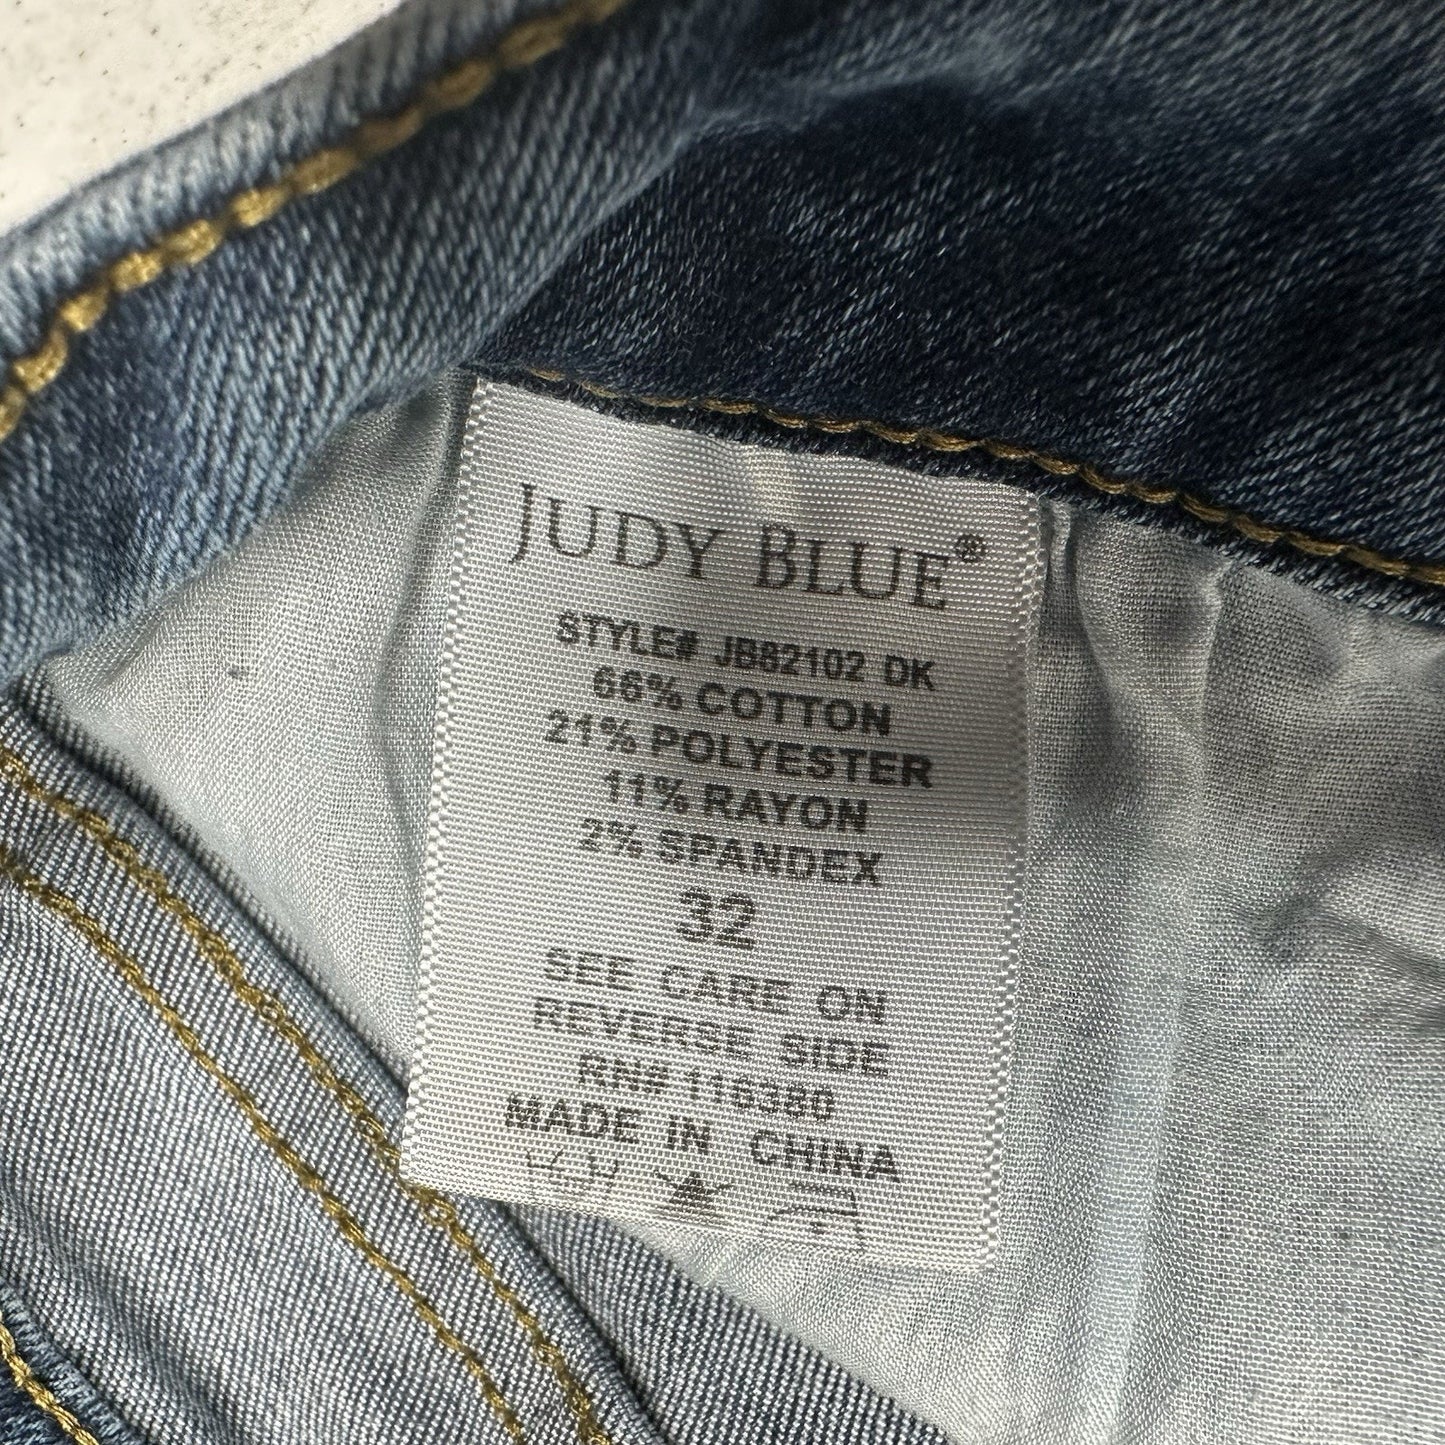 JUDY BLUE®
STYLE# JB82102 DK
66% COTTON
21% POLYESTER
11% RAYON
2% SPANDEX
32
SEE CARE ON
REVERSE SIDE
RN# 116380
MADE IN CHINA